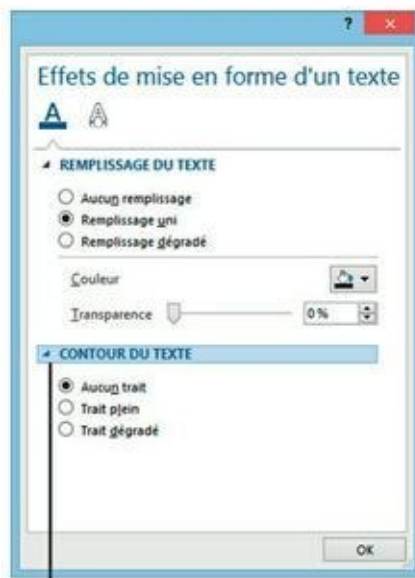 ?
Effets de mise en forme d'un texte
A A
REMPLISSAGE DU TEXTE
Aucun remplissage
Remplissage uni
Remplissage dégradé
Couleur
Transparence 0 %
CONTOUR DU TEXTE
Aucun trait
Trait plein
Trait dégradé
OK